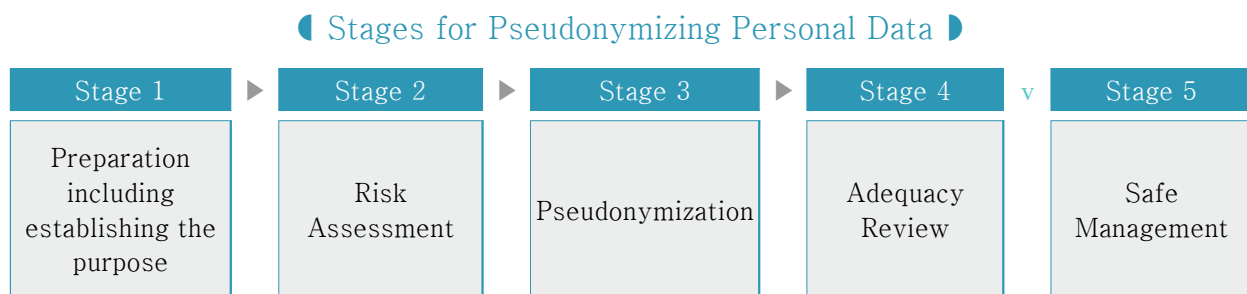 Stages for Pseudonymizing Personal Data
Stage 1 ▶ Stage 2 ▶ Stage 3 ▶ Stage 4 v Stage 5
Preparation
including
establishing the
purpose
Risk
Assessment
Pseudonymization
Adequacy
Review
Safe
Management